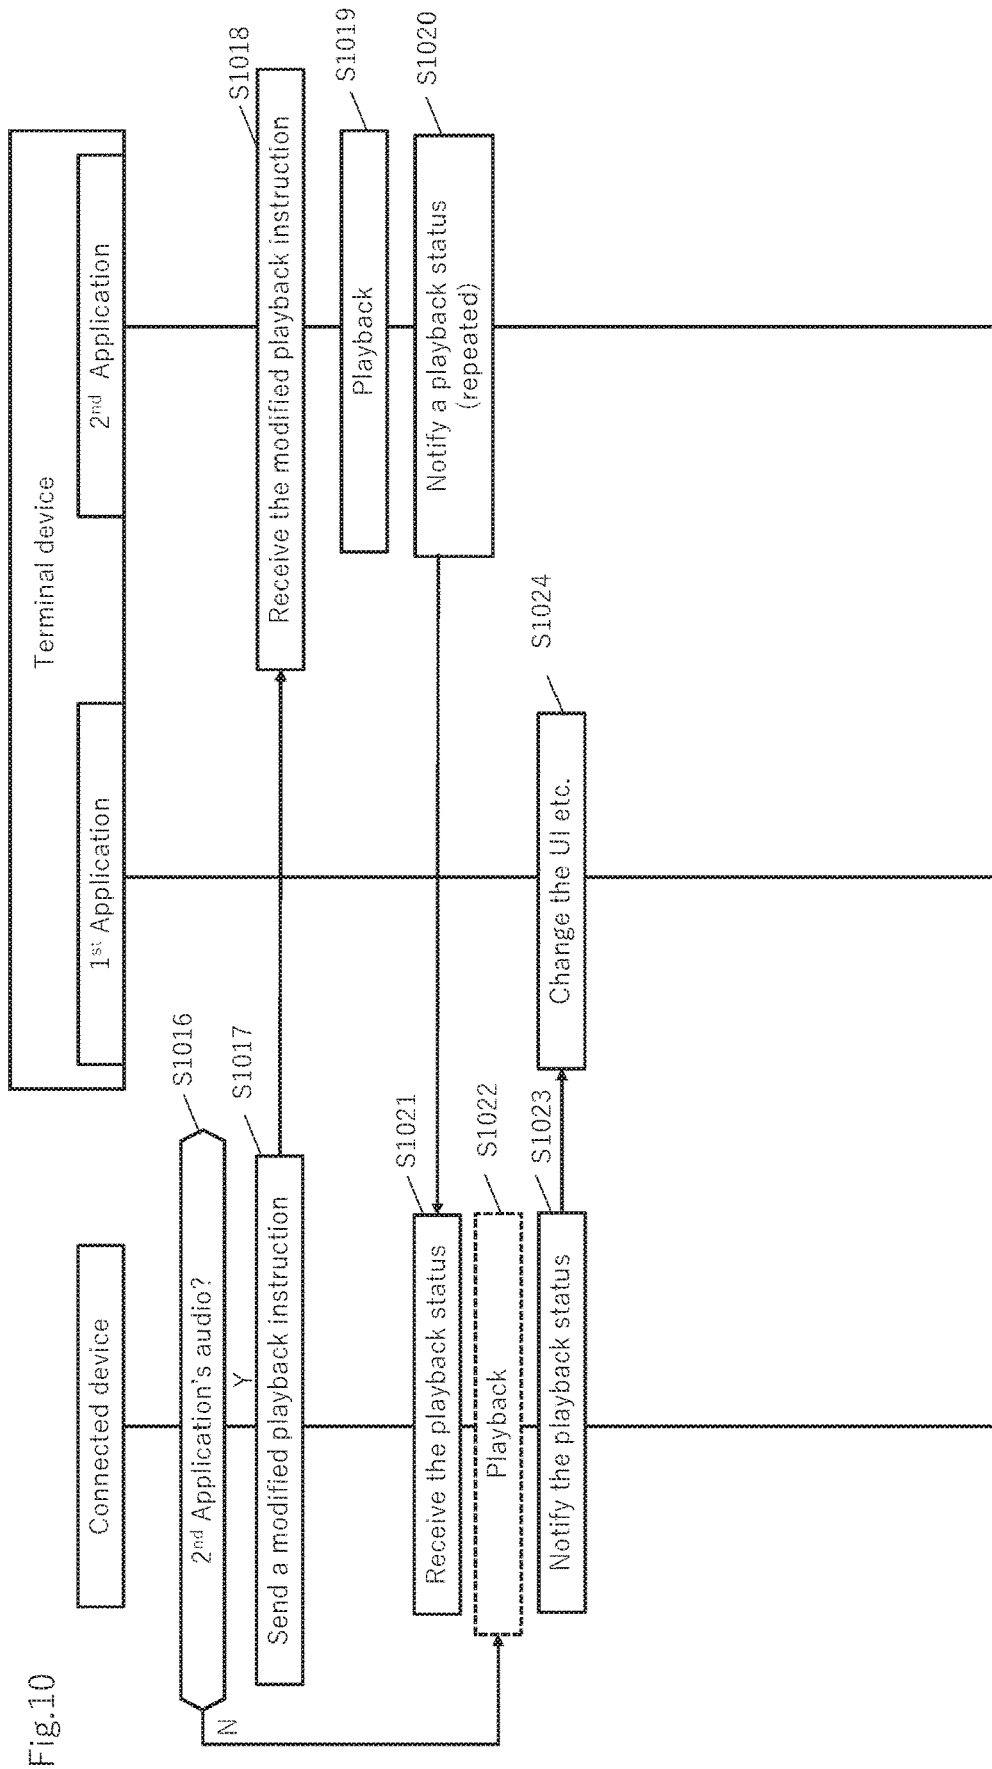 Fig.10
Terminal device
Connected device
1st Application
2nd Application
2nd Application's audio?
S1016
N
Y
Send a modified playback instruction
S1017
Receive the modified playback instruction
S1018
Playback
S1019
Notify a playback status
(repeated)
S1020
Receive the playback status
S1021
Playback
S1022
Notify the playback status
S1023
Change the UI etc.
S1024